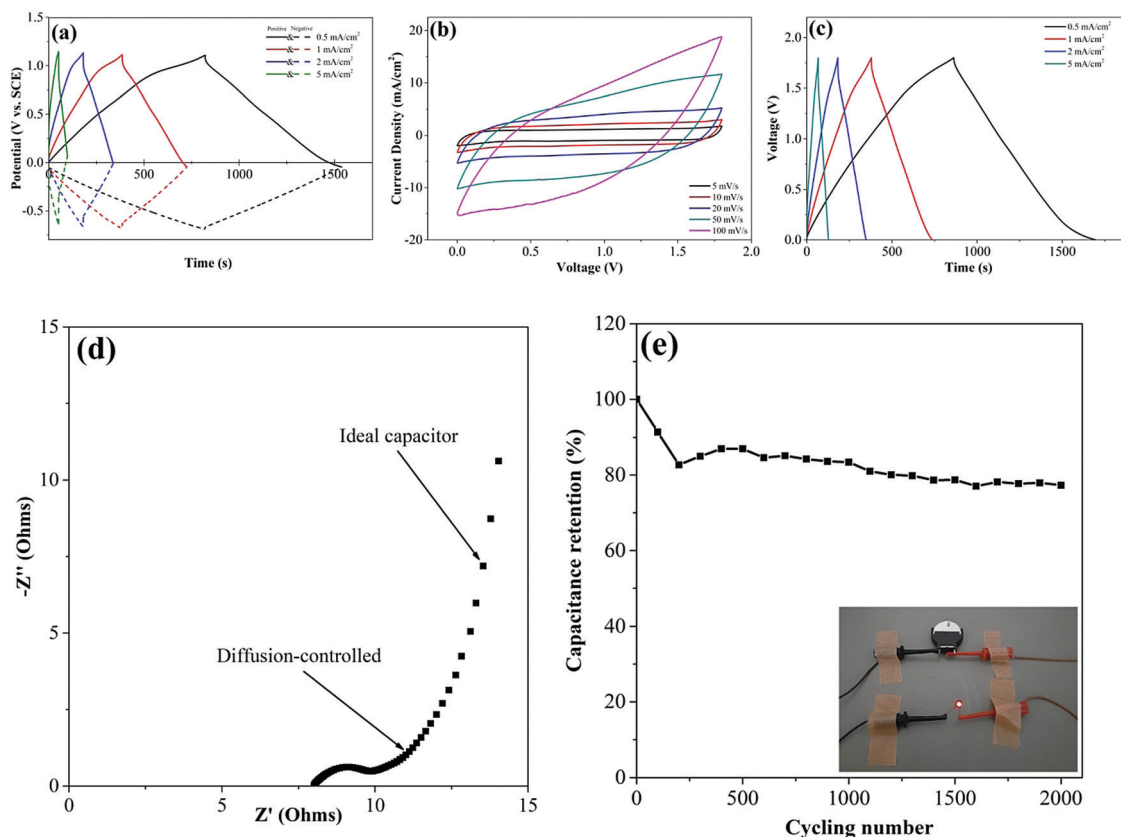 (a)
Positive Negative
& 0.5 mA/cm²
& 1 mA/cm²
& 2 mA/cm²
& 5 mA/cm²
Potential (V vs. SCE)
1.5
1.0
0.5
0.0
-0.5
0 500 1000 1500
Time (s)
(b)
Current Density (mA/cm²)
20
10
0
-10
-20
5 mV/s
10 mV/s
20 mV/s
50 mV/s
100 mV/s
0.0 0.5 1.0 1.5 2.0
Voltage (V)
(c)
0.5 mA/cm²
1 mA/cm²
2 mA/cm²
5 mA/cm²
Voltage (V)
2.0
1.5
1.0
0.5
0.0
0 500 1000 1500
Time (s)
(d)
-Z'' (Ohms)
15
10
5
0
Ideal capacitor
Diffusion-controlled
0 5 10 15
Z' (Ohms)
(e)
Capacitance retention (%)
120
100
80
60
40
20
0
0 500 1000 1500 2000
Cycling number